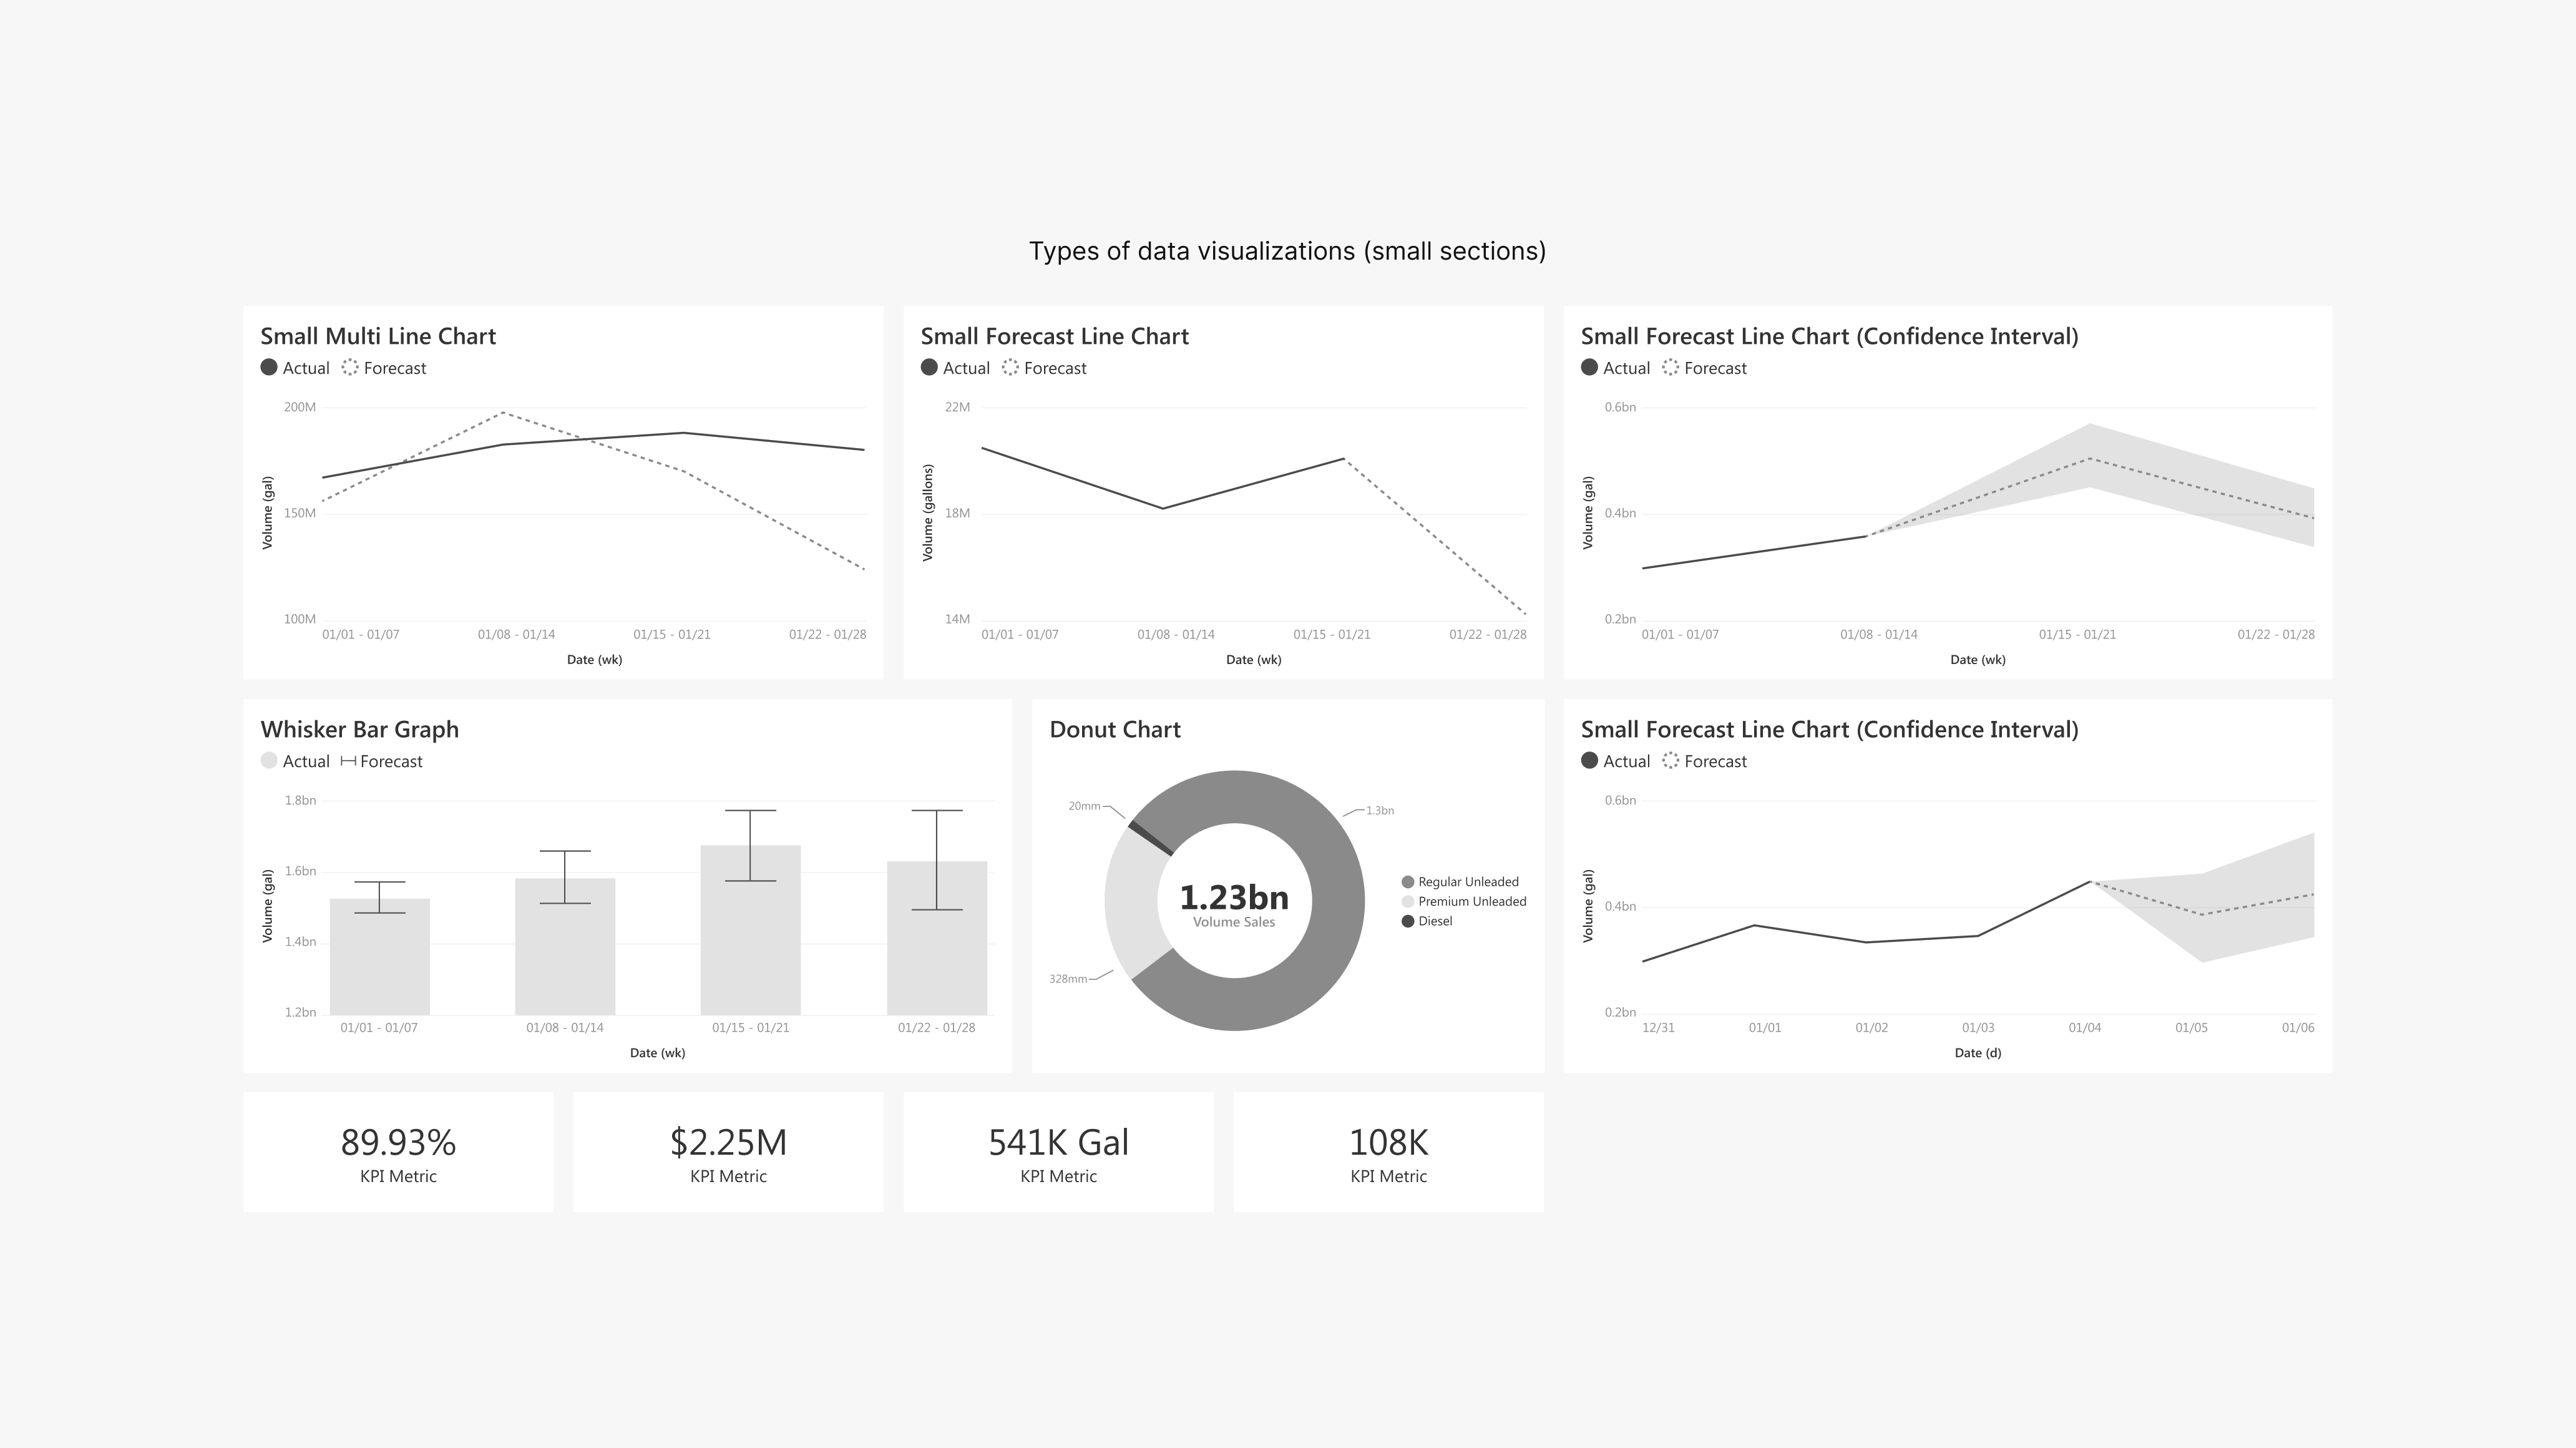 Types of data visualizations (small sections)
Small Multi Line Chart
Actual Forecast
200M
150M
100M
Volume (gal)
01/01 - 01/07 01/08 - 01/14 01/15 - 01/21 01/22 - 01/28
Date (wk)
Small Forecast Line Chart
Actual Forecast
22M
18M
14M
Volume (gallons)
01/01 - 01/07 01/08 - 01/14 01/15 - 01/21 01/22 - 01/28
Date (wk)
Small Forecast Line Chart (Confidence Interval)
Actual Forecast
0.6bn
0.4bn
0.2bn
Volume (gal)
01/01 - 01/07 01/08 - 01/14 01/15 - 01/21 01/22 - 01/28
Date (wk)
Whisker Bar Graph
Actual Forecast
1.8bn
1.6bn
1.4bn
1.2bn
Volume (gal)
01/01 - 01/07 01/08 - 01/14 01/15 - 01/21 01/22 - 01/28
Date (wk)
Donut Chart
20mm
1.3bn
328mm
1.23bn
Volume Sales
Regular Unleaded
Premium Unleaded
Diesel
Small Forecast Line Chart (Confidence Interval)
Actual Forecast
0.6bn
0.4bn
0.2bn
Volume (gal)
12/31 01/01 01/02 01/03 01/04 01/05 01/06
Date (d)
89.93%
KPI Metric
$2.25M
KPI Metric
541K Gal
KPI Metric
108K
KPI Metric